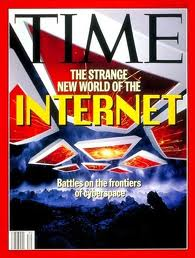 TIME
THE STRANGE
NEW WORLD OF THE
INTERNET
Battles on the frontiers
of cyberspace